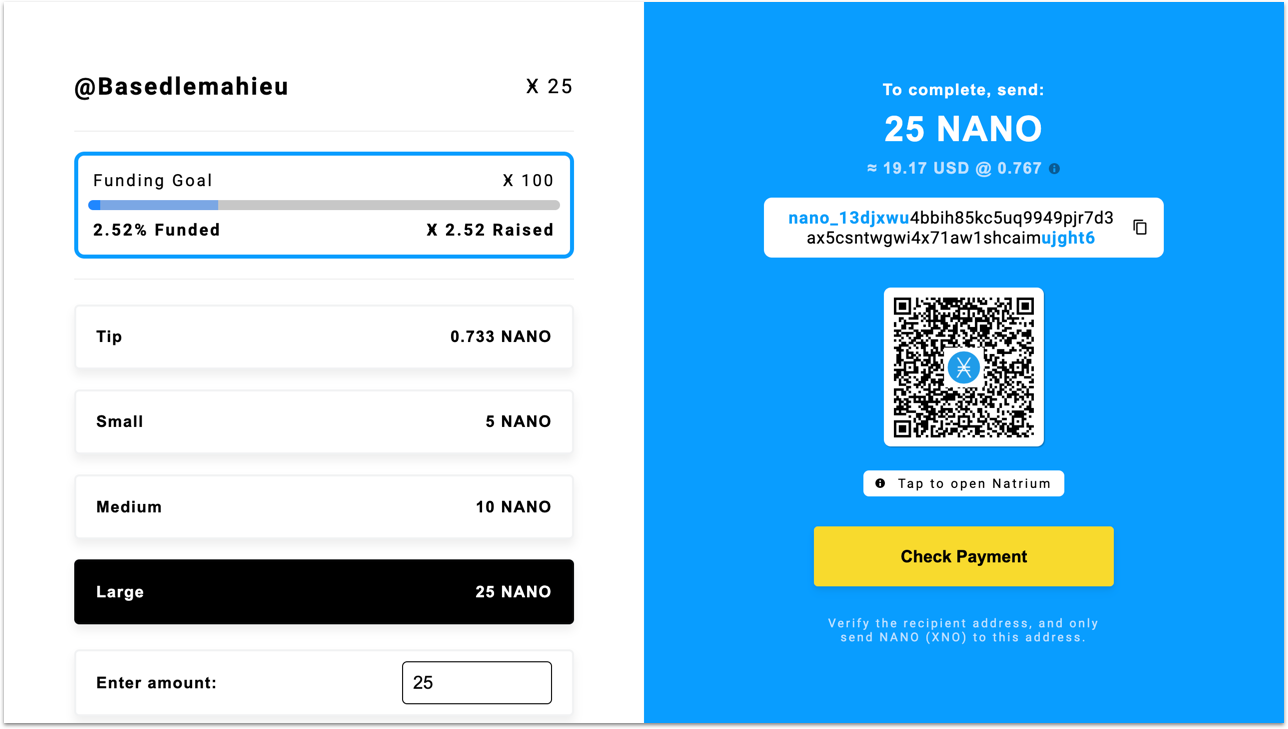 @Basedlemahieu
Ӿ 25
Funding Goal
Ӿ 100
2.52% Funded
Ӿ 2.52 Raised
Tip
0.733 NANO
Small
5 NANO
Medium
10 NANO
Large
25 NANO
Enter amount:
25
To complete, send:
25 NANO
≈ 19.17 USD @ 0.767
nano_13djxwu4bbih85kc5uq9949pjr7d3
ax5csntwgwi4x71aw1shcaimujght6
Tap to open Natrium
Check Payment
Verify the recipient address, and only
send NANO (XNO) to this address.